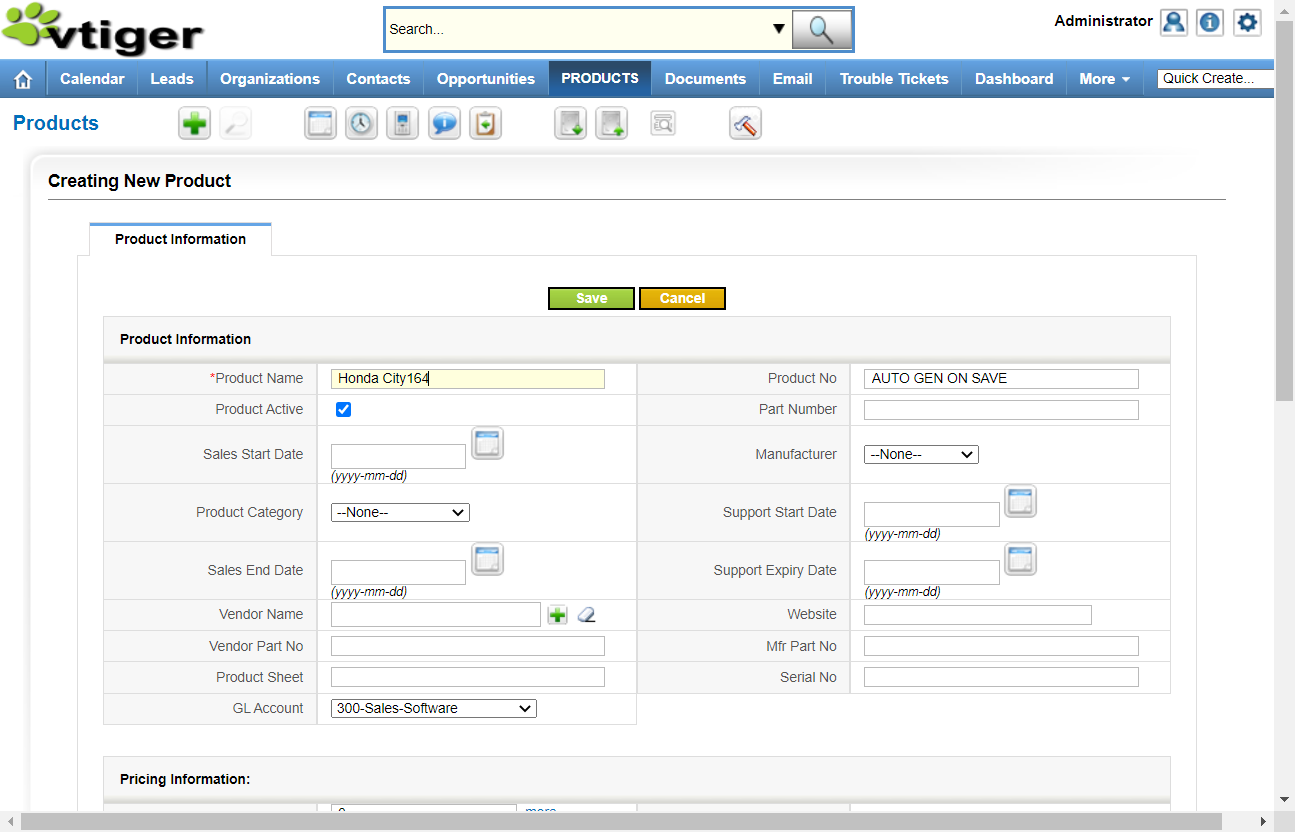 vtiger
Search...
Administrator
Calendar Leads Organizations Contacts Opportunities PRODUCTS Documents Email Trouble Tickets Dashboard More Quick Create...
Products
Creating New Product
Product Information
Save Cancel
Product Information
*Product Name Honda City164 Product No AUTO GEN ON SAVE
Product Active Part Number
Sales Start Date (yyyy-mm-dd) Manufacturer --None--
Product Category --None-- Support Start Date (yyyy-mm-dd)
Sales End Date (yyyy-mm-dd) Support Expiry Date (yyyy-mm-dd)
Vendor Name Website
Vendor Part No Mfr Part No
Product Sheet Serial No
GL Account 300-Sales-Software
Pricing Information: